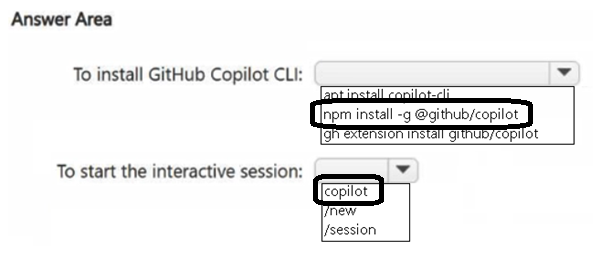 Answer Area
To install GitHub Copilot CLI:
apt install copilot-cli
npm install -g @github/copilot
gh extension install github/copilot
To start the interactive session:
copilot
/new
/session